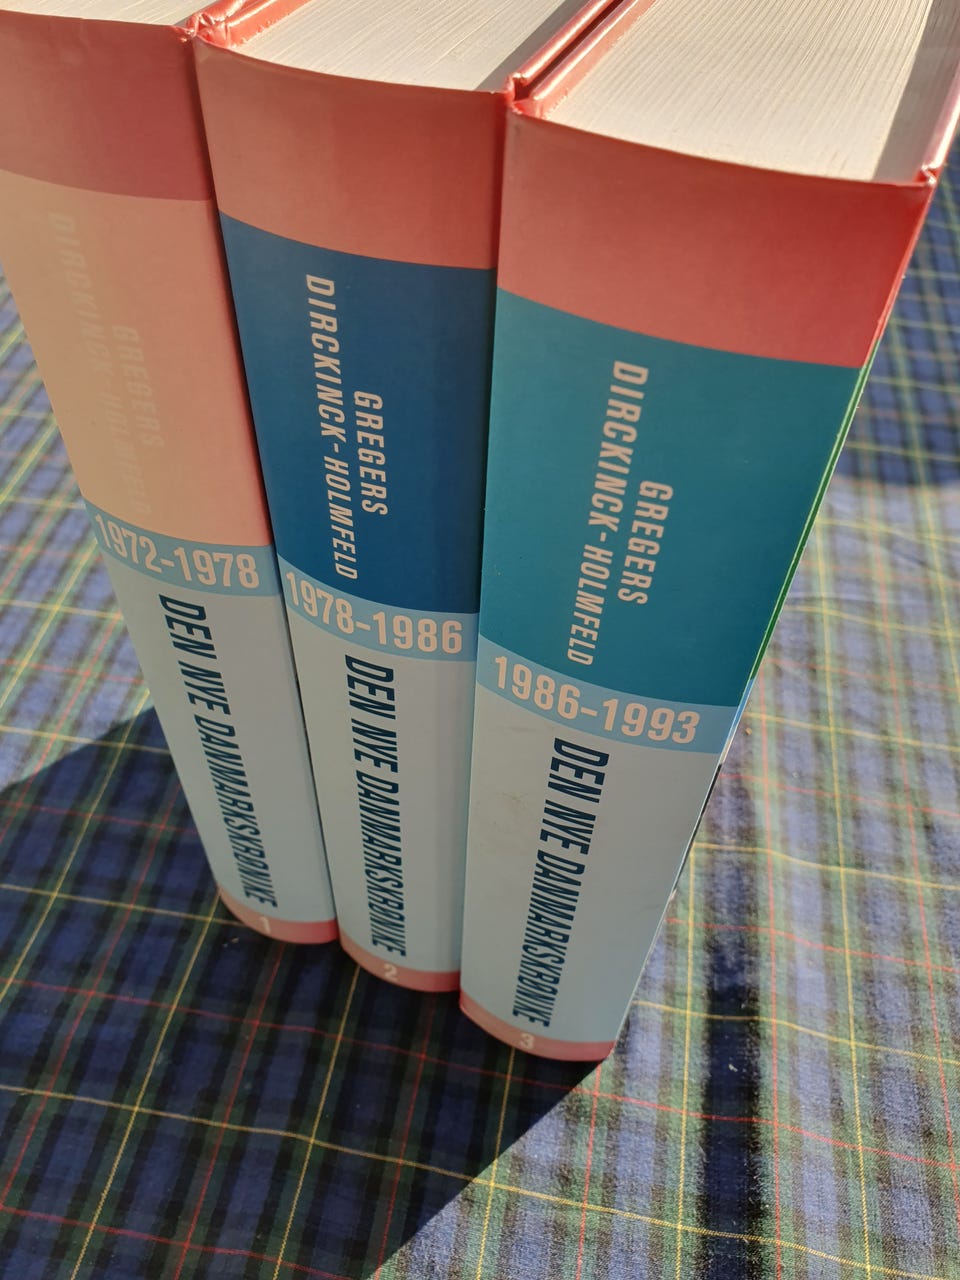 GREGERS
DIRCKINCK-HOLMFELD
1972-1978
DEN NYE DANMARKSKRØNIKE
1
GREGERS
DIRCKINCK-HOLMFELD
1978-1986
DEN NYE DANMARKSKRØNIKE
2
GREGERS
DIRCKINCK-HOLMFELD
1986-1993
DEN NYE DANMARKSKRØNIKE
3